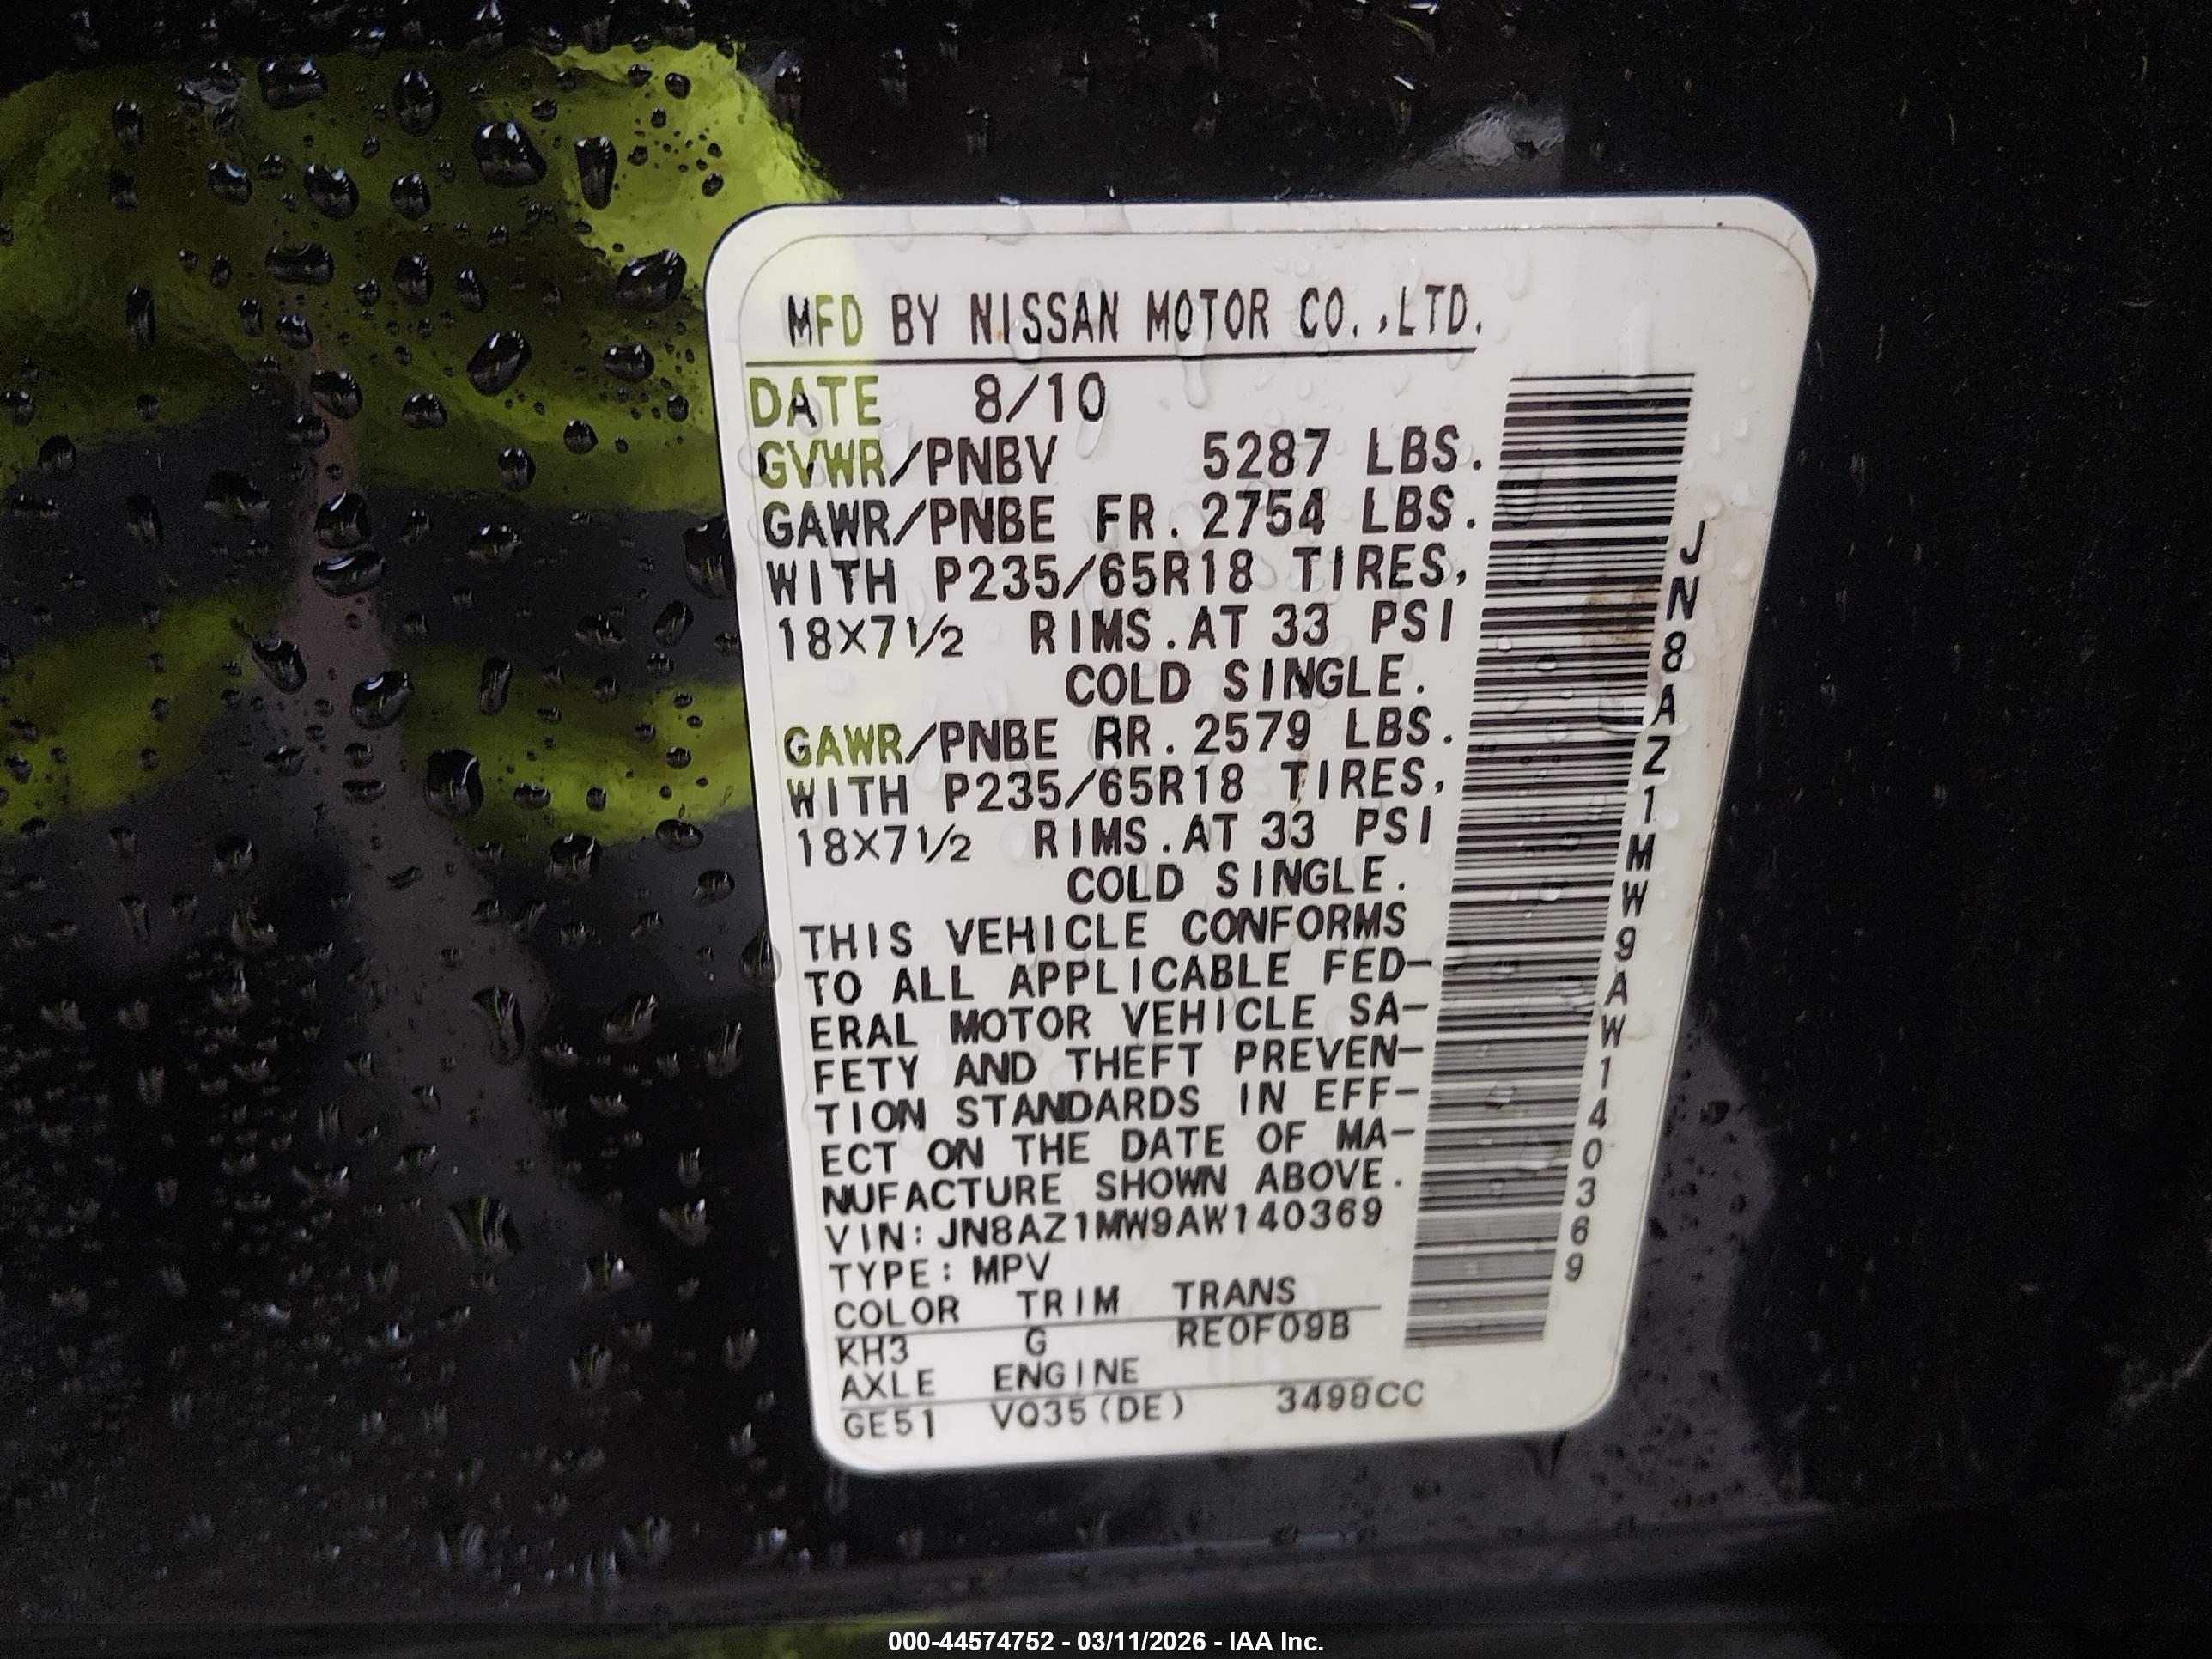 MFD BY NISSAN MOTOR CO.,LTD.
DATE 8/10
GVWR/PNBV 5287 LBS.
GAWR/PNBE FR. 2754 LBS.
WITH P235/65R18 TIRES,
18X7½ RIMS.AT 33 PSI
COLD SINGLE.
GAWR/PNBE RR. 2579 LBS.
WITH P235/65R18 TIRES,
18X7½ RIMS.AT 33 PSI
COLD SINGLE.
THIS VEHICLE CONFORMS
TO ALL APPLICABLE FED-
ERAL MOTOR VEHICLE SA-
FETY AND THEFT PREVEN-
TION STANDARDS IN EFF-
ECT ON THE DATE OF MA-
NUFACTURE SHOWN ABOVE.
VIN: JN8AZ1MW9AW140369
TYPE: MPV
COLOR TRIM TRANS
KH3 G RE0F09B
AXLE ENGINE
GE51 VQ35(DE) 3498CC
JN8AZ1MW9AW140369
000-44574752 - 03/11/2026 - IAA Inc.